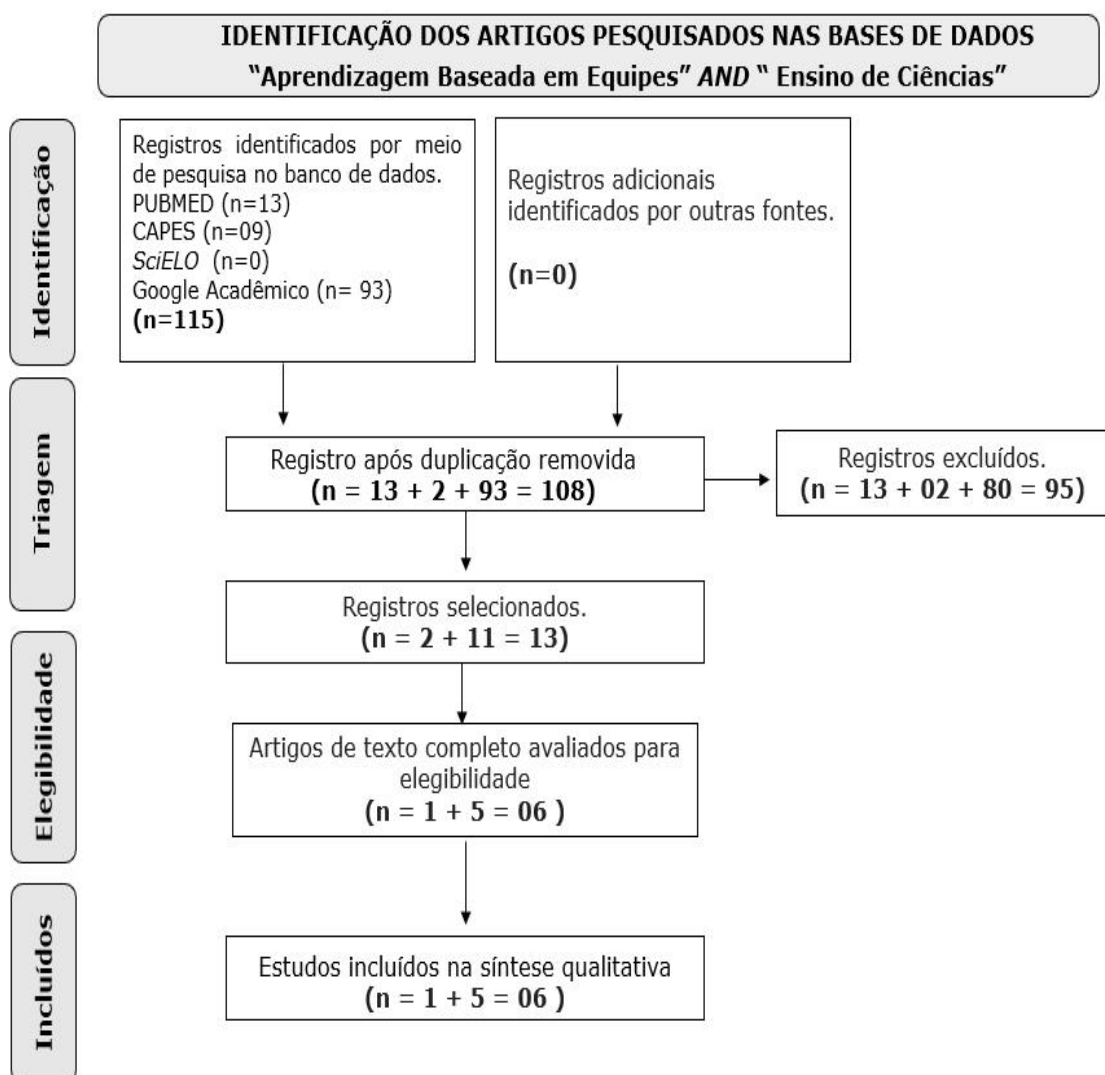 IDENTIFICAÇÃO DOS ARTIGOS PESQUISADOS NAS BASES DE DADOS
“Aprendizagem Baseada em Equipes” AND “ Ensino de Ciências”
Identificação
Registros identificados por meio
de pesquisa no banco de dados.
PUBMED (n=13)
CAPES (n=09)
SciELO (n=0)
Google Acadêmico (n= 93)
(n=115)
Registros adicionais
identificados por outras fontes.
(n=0)
Triagem
Registro após duplicação removida
(n = 13 + 2 + 93 = 108)
Registros excluídos.
(n = 13 + 02 + 80 = 95)
Registros selecionados.
(n = 2 + 11 = 13)
Elegibilidade
Artigos de texto completo avaliados para
elegibilidade
(n = 1 + 5 = 06 )
Incluídos
Estudos incluídos na síntese qualitativa
(n = 1 + 5 = 06 )